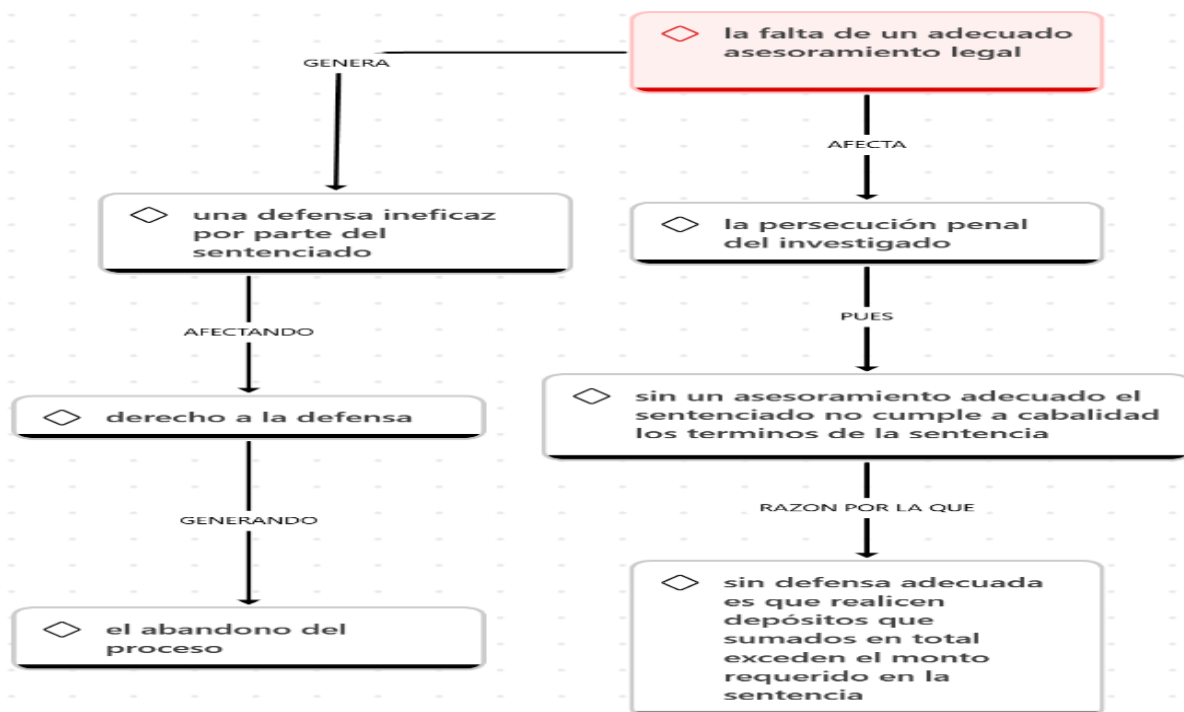 la falta de un adecuado
asesoramiento legal
GENERA
AFECTA
una defensa ineficaz
por parte del
sentenciado
la persecución penal
del investigado
AFECTANDO
PUES
derecho a la defensa
sin un asesoramiento adecuado el
sentenciado no cumple a cabalidad
los terminos de la sentencia
GENERANDO
RAZON POR LA QUE
el abandono del
proceso
sin defensa adecuada
es que realicen
depósitos que
sumados en total
exceden el monto
requerido en la
sentencia